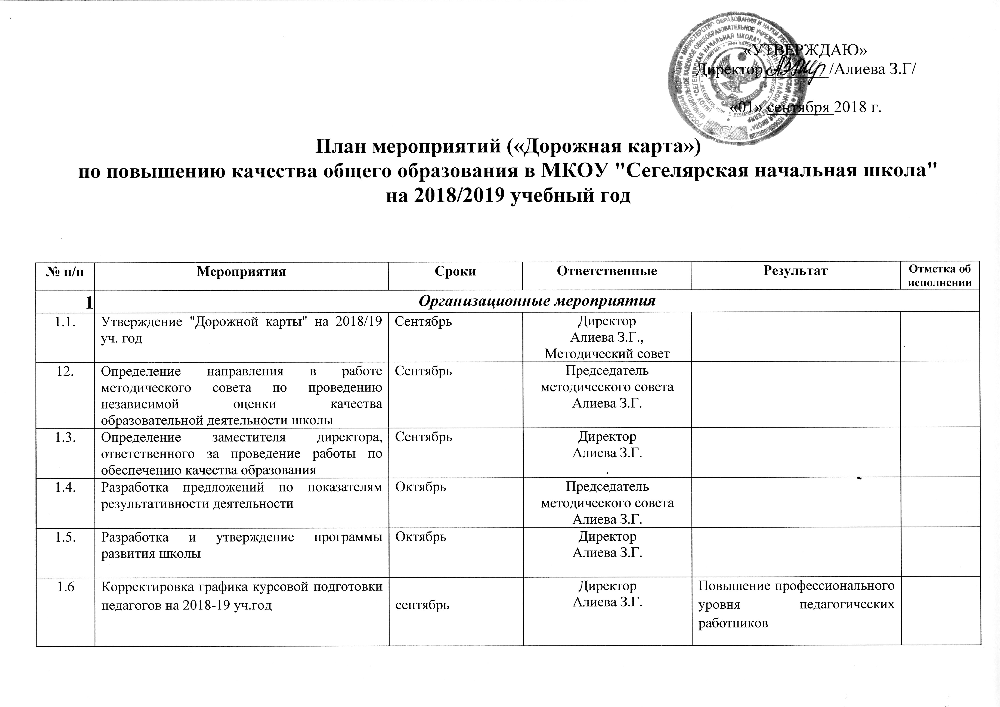 «УТВЕРЖДАЮ»
Директор /Алиева З.Г/
«01» сентября 2018 г.
План мероприятий («Дорожная карта»)
по повышению качества общего образования в МКОУ "Сегелярская начальная школа"
на 2018/2019 учебный год
№ п/п Мероприятия Сроки Ответственные Результат Отметка об
исполнении
1 Организационные мероприятия
1.1. Утверждение "Дорожной карты" на 2018/19 Сентябрь Директор
уч. год Алиева З.Г.,
Методический совет
12. Определение направления в работе Сентябрь Председатель
методического совета по проведению методического совета
независимой оценки качества Алиева З.Г.
образовательной деятельности школы
1.3. Определение заместителя директора, Сентябрь Директор
ответственного за проведение работы по Алиева З.Г.
обеспечению качества образования .
1.4. Разработка предложений по показателям Октябрь Председатель
результативности деятельности методического совета
Алиева З.Г.
1.5. Разработка и утверждение программы Октябрь Директор
развития школы Алиева З.Г.
1.6 Корректировка графика курсовой подготовки Директор Повышение профессионального
педагогов на 2018-19 уч.год сентябрь Алиева З.Г. уровня педагогических
работников